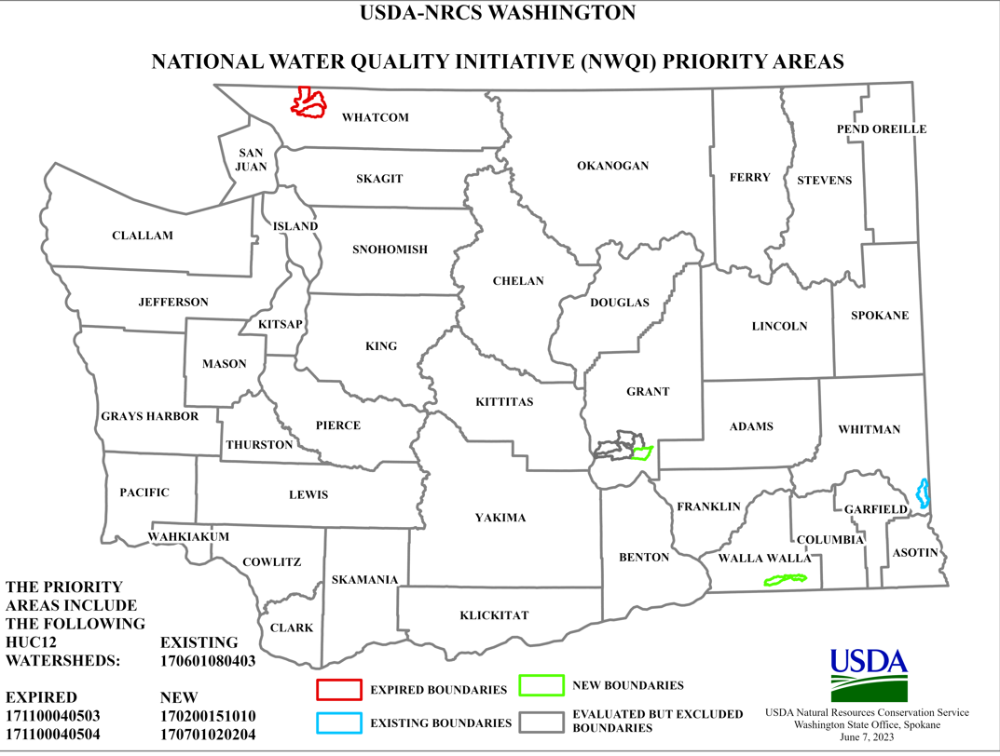 USDA-NRCS WASHINGTON
NATIONAL WATER QUALITY INITIATIVE (NWQI) PRIORITY AREAS
WHATCOM
PEND OREILLE
SAN
JUAN
SKAGIT
OKANOGAN
FERRY
STEVENS
ISLAND
CLALLAM
SNOHOMISH
CHELAN
JEFFERSON
DOUGLAS
KITSAP
LINCOLN
SPOKANE
KING
MASON
GRANT
KITTITAS
GRAYS HARBOR
PIERCE
ADAMS
WHITMAN
THURSTON
PACIFIC
LEWIS
YAKIMA
FRANKLIN
GARFIELD
WAHKIAKUM
COLUMBIA
COWLITZ
BENTON
WALLA WALLA
ASOTIN
SKAMANIA
KLICKITAT
CLARK
THE PRIORITY
AREAS INCLUDE
THE FOLLOWING
HUC12
WATERSHEDS:
EXISTING
170601080403
EXPIRED
171100040503
171100040504
NEW
170200151010
170701020204
EXPIRED BOUNDARIES
NEW BOUNDARIES
EXISTING BOUNDARIES
EVALUATED BUT EXCLUDED
BOUNDARIES
USDA
USDA Natural Resources Conservation Service
Washington State Office, Spokane
June 7, 2023